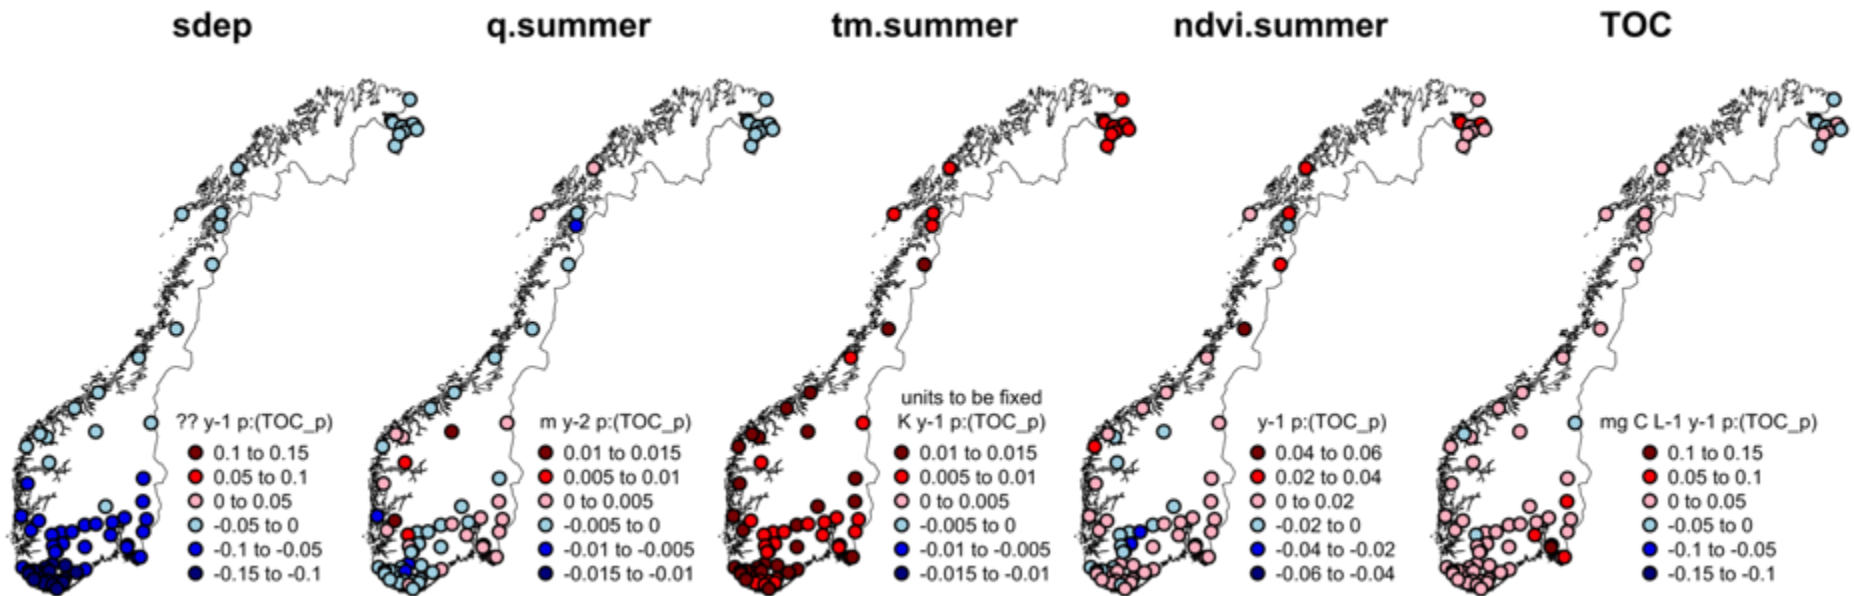 sdep
q.summer
tm.summer
ndvi.summer
TOC
?? y-1 p:(TOC_p)
0.1 to 0.15
0.05 to 0.1
0 to 0.05
-0.05 to 0
-0.1 to -0.05
-0.15 to -0.1
m y-2 p:(TOC_p)
0.01 to 0.015
0.005 to 0.01
0 to 0.005
-0.005 to 0
-0.01 to -0.005
-0.015 to -0.01
units to be fixed
K y-1 p:(TOC_p)
0.01 to 0.015
0.005 to 0.01
0 to 0.005
-0.005 to 0
-0.01 to -0.005
-0.015 to -0.01
y-1 p:(TOC_p)
0.04 to 0.06
0.02 to 0.04
0 to 0.02
-0.02 to 0
-0.04 to -0.02
-0.06 to -0.04
mg C L-1 y-1 p:(TOC_p)
0.1 to 0.15
0.05 to 0.1
0 to 0.05
-0.05 to 0
-0.1 to -0.05
-0.15 to -0.1